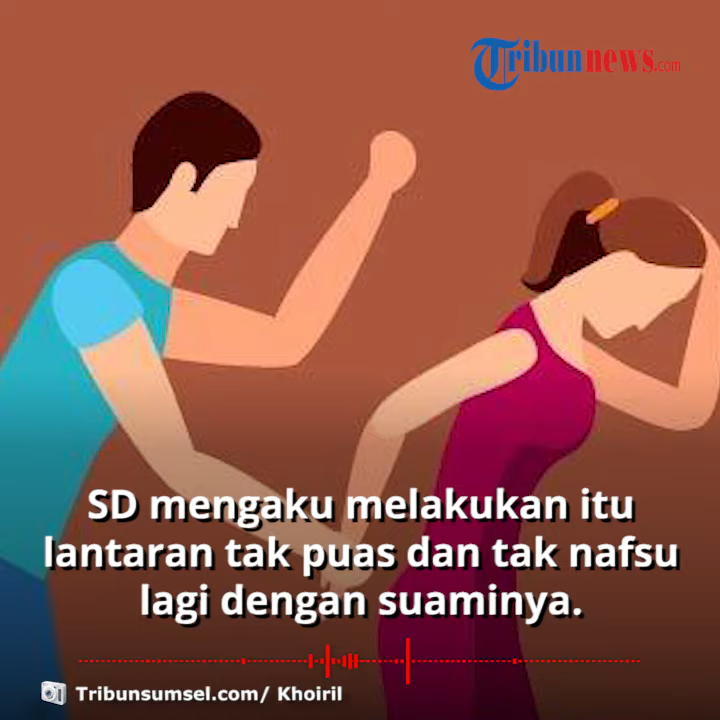 Tribunnews.com
SD mengaku melakukan itu
lantaran tak puas dan tak nafsu
lagi dengan suaminya.
Tribunsumsel.com/ Khoiril